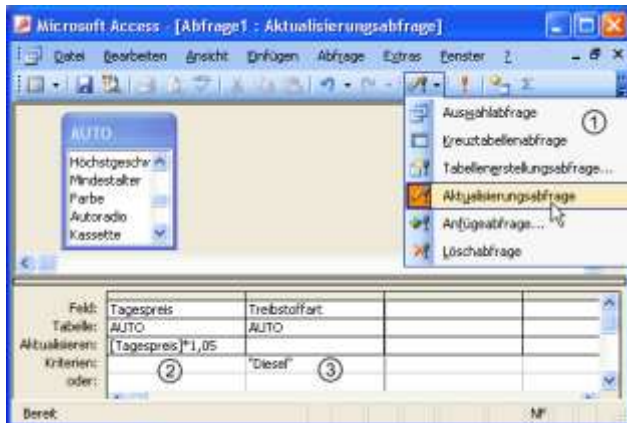 Microsoft Access - [Abfrage1 : Aktualisierungsabfrage]
Datei Bearbeiten Ansicht Einfügen Abfrage Extras Fenster ?
AUTO
Höchstgeschw
Mindestalter
Farbe
Autoradio
Kassette
Auswahlabfrage
①
Kreuztabellenabfrage
Tabellenerstellungsabfrage...
Aktualisierungsabfrage
Anfügeabfrage...
Löschabfrage
Feld: Tagespreis Treibstoffart
Tabelle: AUTO AUTO
Aktualisieren: [Tagespreis]*1,05
Kriterien: "Diesel"
② ③
oder:
Bereit NF